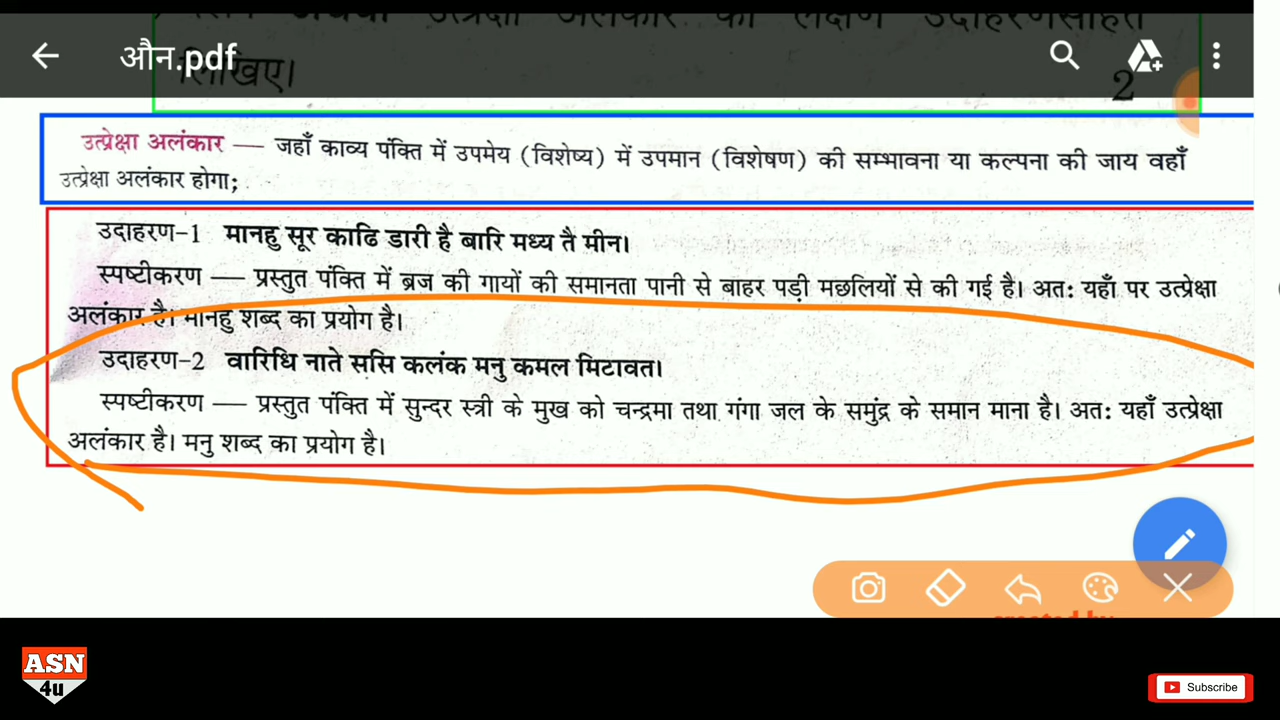 औन.pdf
लिखिए।
2
उत्प्रेक्षा अलंकार — जहाँ काव्य पंक्ति में उपमेय (विशेष्य) में उपमान (विशेषण) की सम्भावना या कल्पना की जाय वहाँ
उत्प्रेक्षा अलंकार होगा;
उदाहरण-1 मानहु सूर काढि डारी है बारि मध्य तै मीन।
स्पष्टीकरण — प्रस्तुत पंक्ति में ब्रज की गायों की समानता पानी से बाहर पड़ी मछलियों से की गई है। अतः यहाँ पर उत्प्रेक्षा
अलंकार है। मानहु शब्द का प्रयोग है।
उदाहरण-2 वारिधि नाते ससि कलंक मनु कमल मिटावत।
स्पष्टीकरण — प्रस्तुत पंक्ति में सुन्दर स्त्री के मुख को चन्द्रमा तथा गंगा जल के समुंद्र के समान माना है। अतः यहाँ उत्प्रेक्षा
अलंकार है। मनु शब्द का प्रयोग है।
ASN
4u
Subscribe